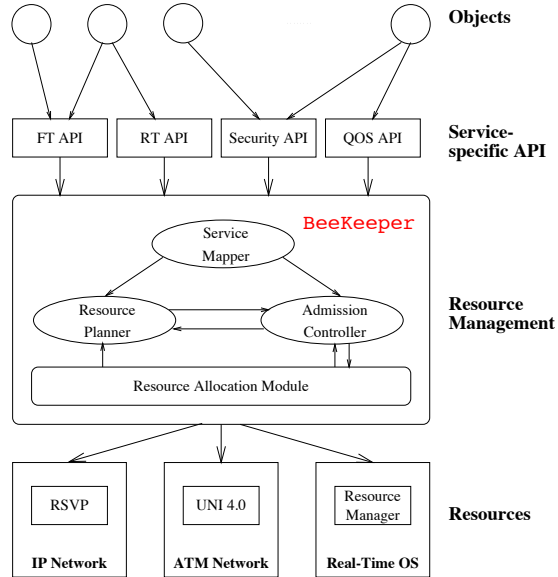 Objects
FT API
RT API
Security API
QOS API
Service-
specific API
BeeKeeper
Service
Mapper
Resource
Planner
Admission
Controller
Resource
Management
Resource Allocation Module
RSVP
UNI 4.0
Resource
Manager
Resources
IP Network
ATM Network
Real-Time OS